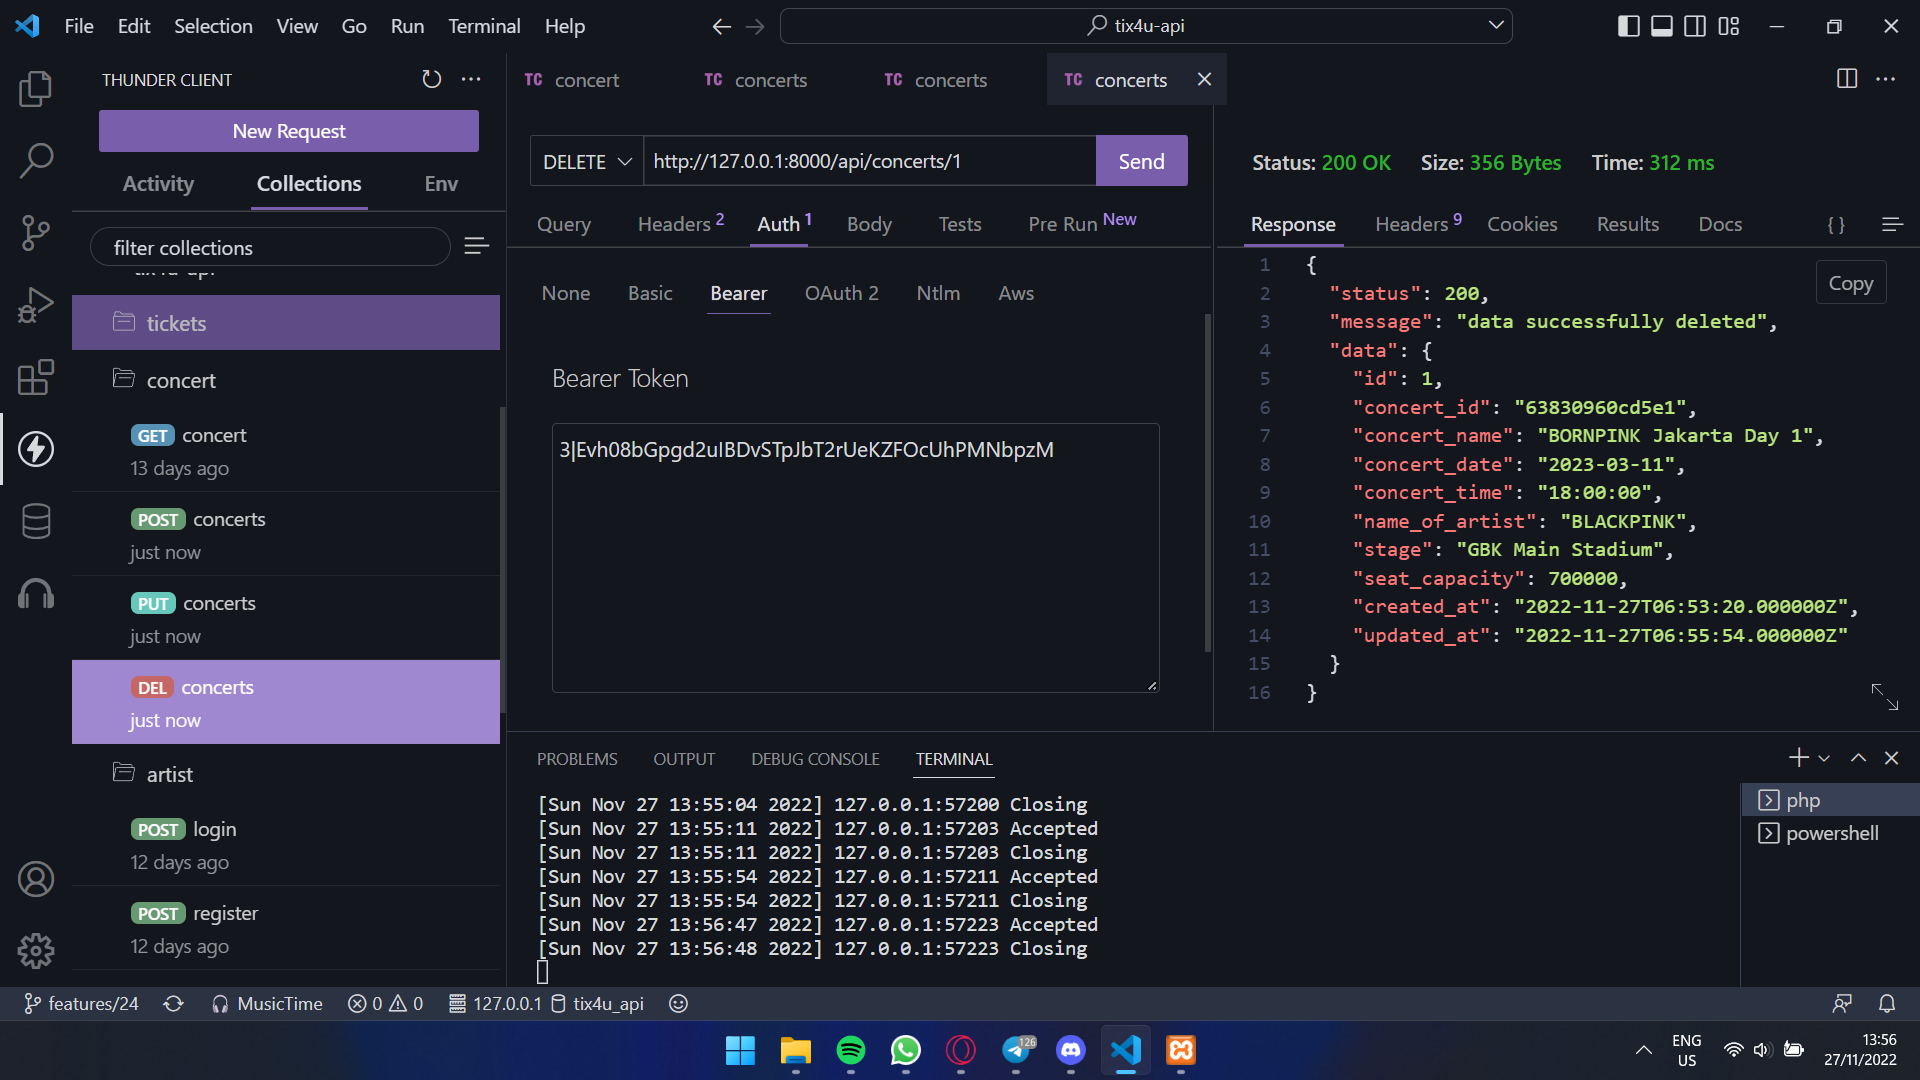 File Edit Selection View Go Run Terminal Help
tix4u-api
THUNDER CLIENT
New Request
Activity Collections Env
filter collections
tix4u-api
tickets
concert
GET concert
13 days ago
POST concerts
just now
PUT concerts
just now
DEL concerts
just now
artist
POST login
12 days ago
POST register
12 days ago
TC concert TC concerts TC concerts TC concerts
DELETE http://127.0.0.1:8000/api/concerts/1 Send
Query Headers 2 Auth 1 Body Tests Pre Run New
None Basic Bearer OAuth 2 Ntlm Aws
Bearer Token
3|Evh08bGpgd2uIBDvSTpJbT2rUeKZFOcUhPMNbpzM
Status: 200 OK Size: 356 Bytes Time: 312 ms
Response Headers 9 Cookies Results Docs { }
Copy
1 {
2 "status": 200,
3 "message": "data successfully deleted",
4 "data": {
5 "id": 1,
6 "concert_id": "63830960cd5e1",
7 "concert_name": "BORNPINK Jakarta Day 1",
8 "concert_date": "2023-03-11",
9 "concert_time": "18:00:00",
10 "name_of_artist": "BLACKPINK",
11 "stage": "GBK Main Stadium",
12 "seat_capacity": 700000,
13 "created_at": "2022-11-27T06:53:20.000000Z",
14 "updated_at": "2022-11-27T06:55:54.000000Z"
15 }
16 }
PROBLEMS OUTPUT DEBUG CONSOLE TERMINAL
[Sun Nov 27 13:55:04 2022] 127.0.0.1:57200 Closing
[Sun Nov 27 13:55:11 2022] 127.0.0.1:57203 Accepted
[Sun Nov 27 13:55:11 2022] 127.0.0.1:57203 Closing
[Sun Nov 27 13:55:54 2022] 127.0.0.1:57211 Accepted
[Sun Nov 27 13:55:54 2022] 127.0.0.1:57211 Closing
[Sun Nov 27 13:56:47 2022] 127.0.0.1:57223 Accepted
[Sun Nov 27 13:56:48 2022] 127.0.0.1:57223 Closing
php
powershell
features/24 MusicTime 0 0 127.0.0.1 tix4u_api
126
ENG
US
13:56
27/11/2022